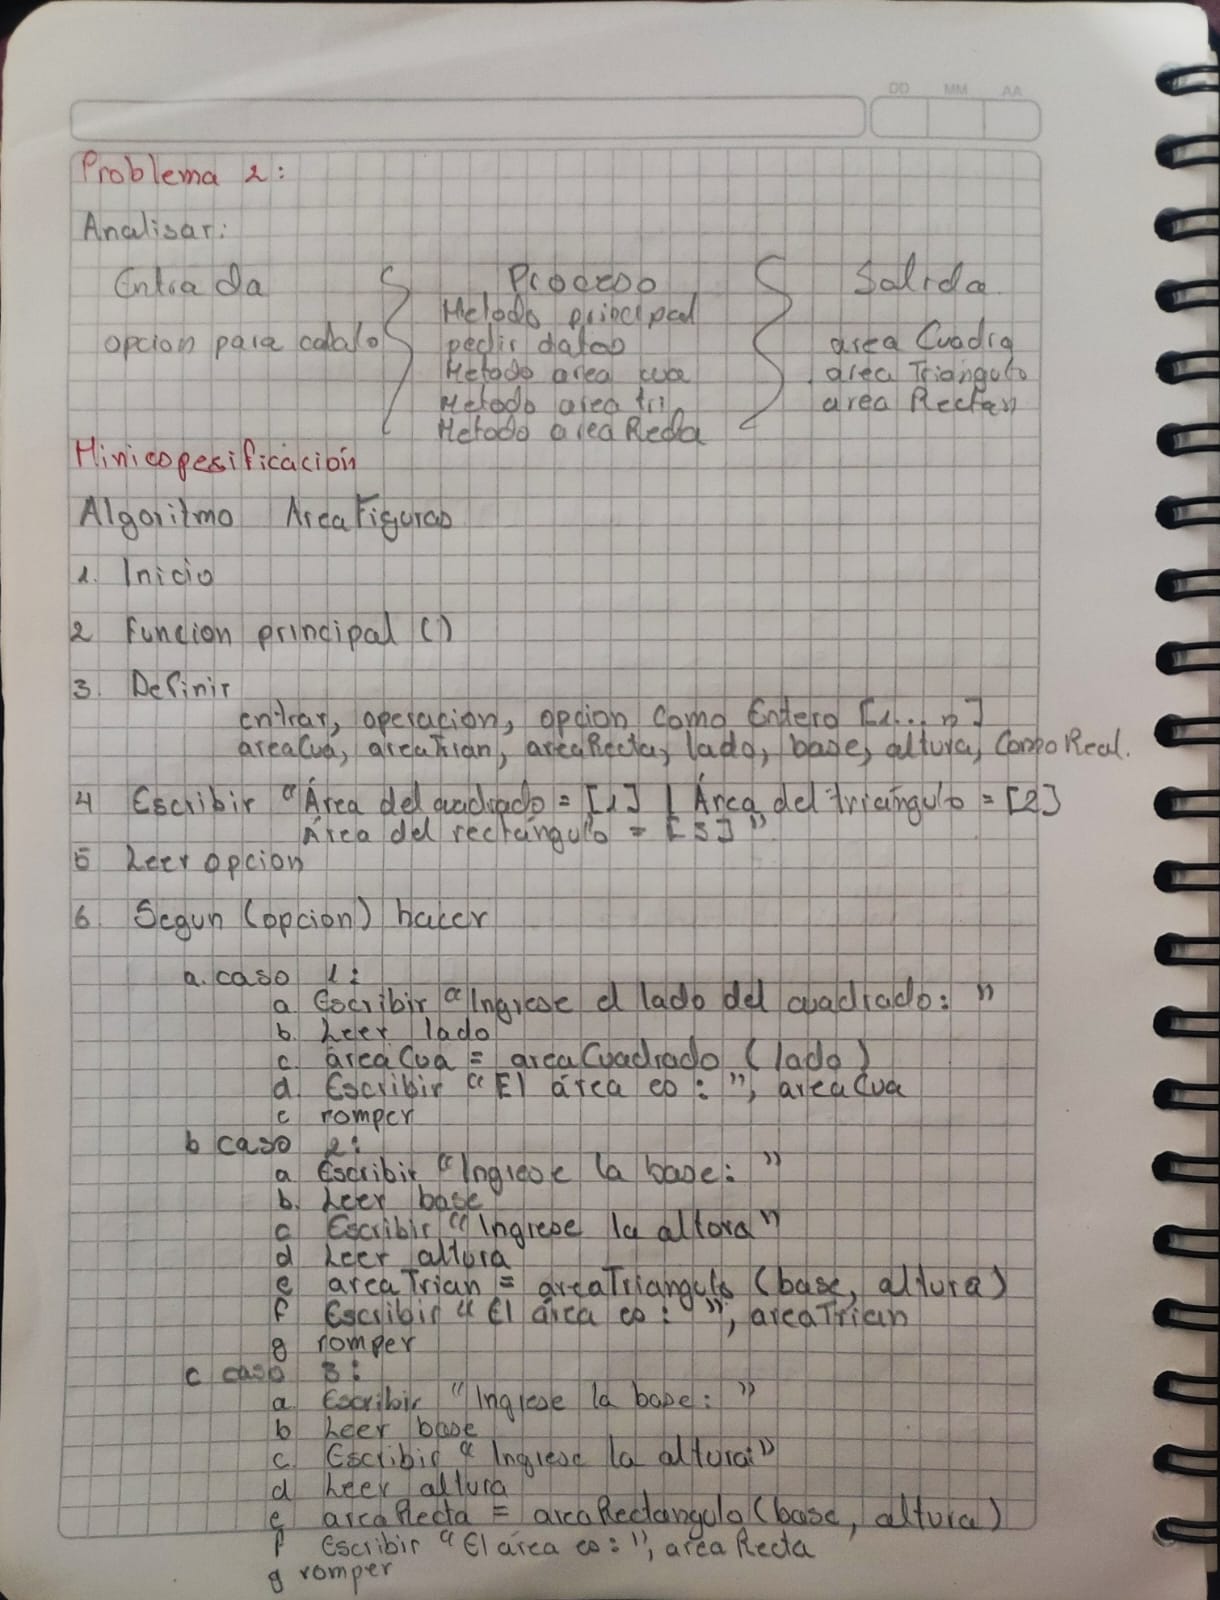 DD MM AA
Problema 2:
Analisar:
Entrada Proceso Salida
Metodo principal
opcion para calculo pedir datos area Cuadra
Metodo area cua area Triangulo
Metodo area tri area Rectan
Metodo area Recta
Minicopesificación
Algoritmo AreaFiguras
1. Inicio
2 Funcion principal ()
3. Definir
entrar, operacion, opcion Como Entero [1... n]
areaCua, areaTrian, areaRecta, lado, base, altura, Como Real.
4 Escribir "Área del cuadrado = [1] | Área del triángulo = [2]
Área del rectángulo = [3]"
5 Leer opcion
6. Segun (opcion) hacer
a. caso 1:
a Escribir "Ingrese el lado del cuadrado: "
b. Leer lado
c. areaCua = areaCuadrado (lado)
d. Escribir "El área es: ", areaCua
e romper
b caso 2:
a Escribir "Ingrese la base: "
b. Leer base
c Escribir "Ingrese la altora"
d Leer altura
e areaTrian = areaTriangulo (base, altura)
f Escribir "El área es: ", areaTrian
g romper
c caso 3:
a Escribir "Ingrese la base: "
b Leer base
c. Escribir "Ingrese la altura:"
d Leer altura
e areaRecta = areaRectangulo (base, altura)
f Escribir "El área es:", areaRecta
g romper